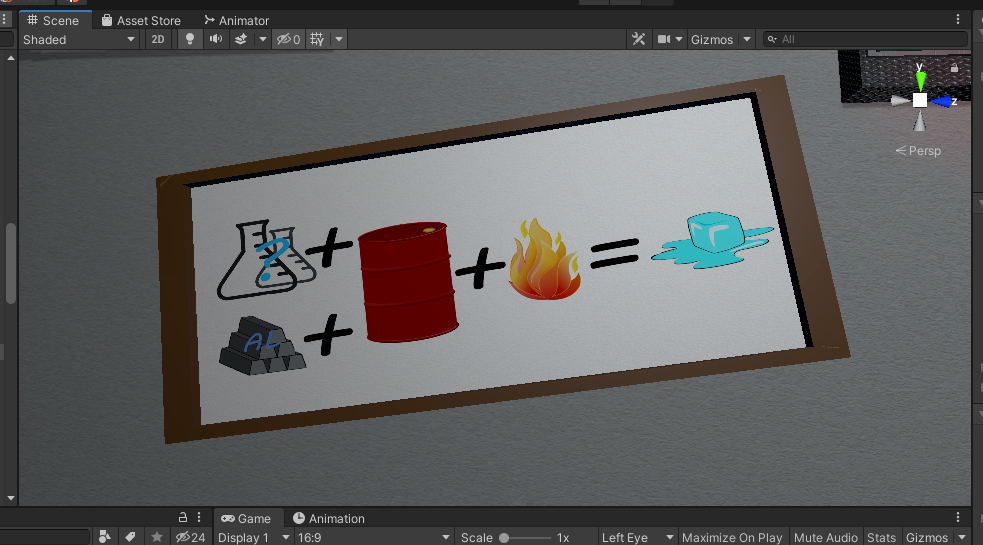 Scene Asset Store Animator
Shaded 2D 0 Gizmos All
y
z
Persp
?
+ + =
AL +
Game Animation
24 Display 1 16:9 Scale 1x Left Eye Maximize On Play Mute Audio Stats Gizmos